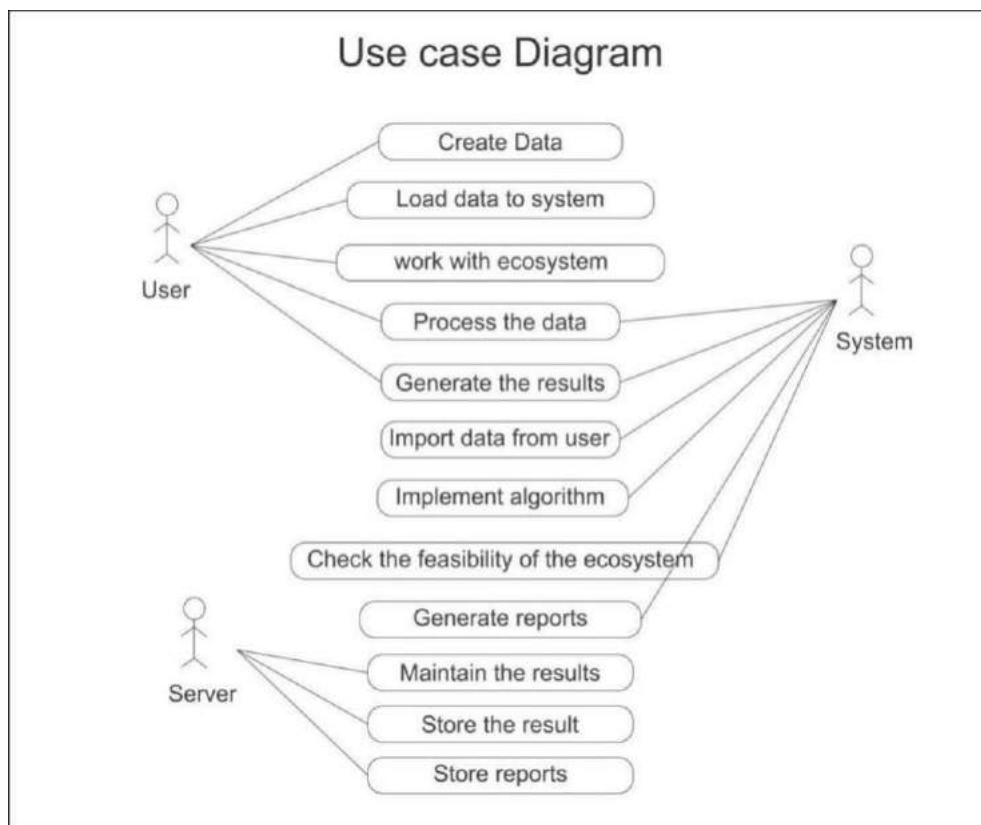 Use case Diagram
Create Data
Load data to system
work with ecosystem
User
Process the data
System
Generate the results
Import data from user
Implement algorithm
Check the feasibility of the ecosystem
Generate reports
Server
Maintain the results
Store the result
Store reports